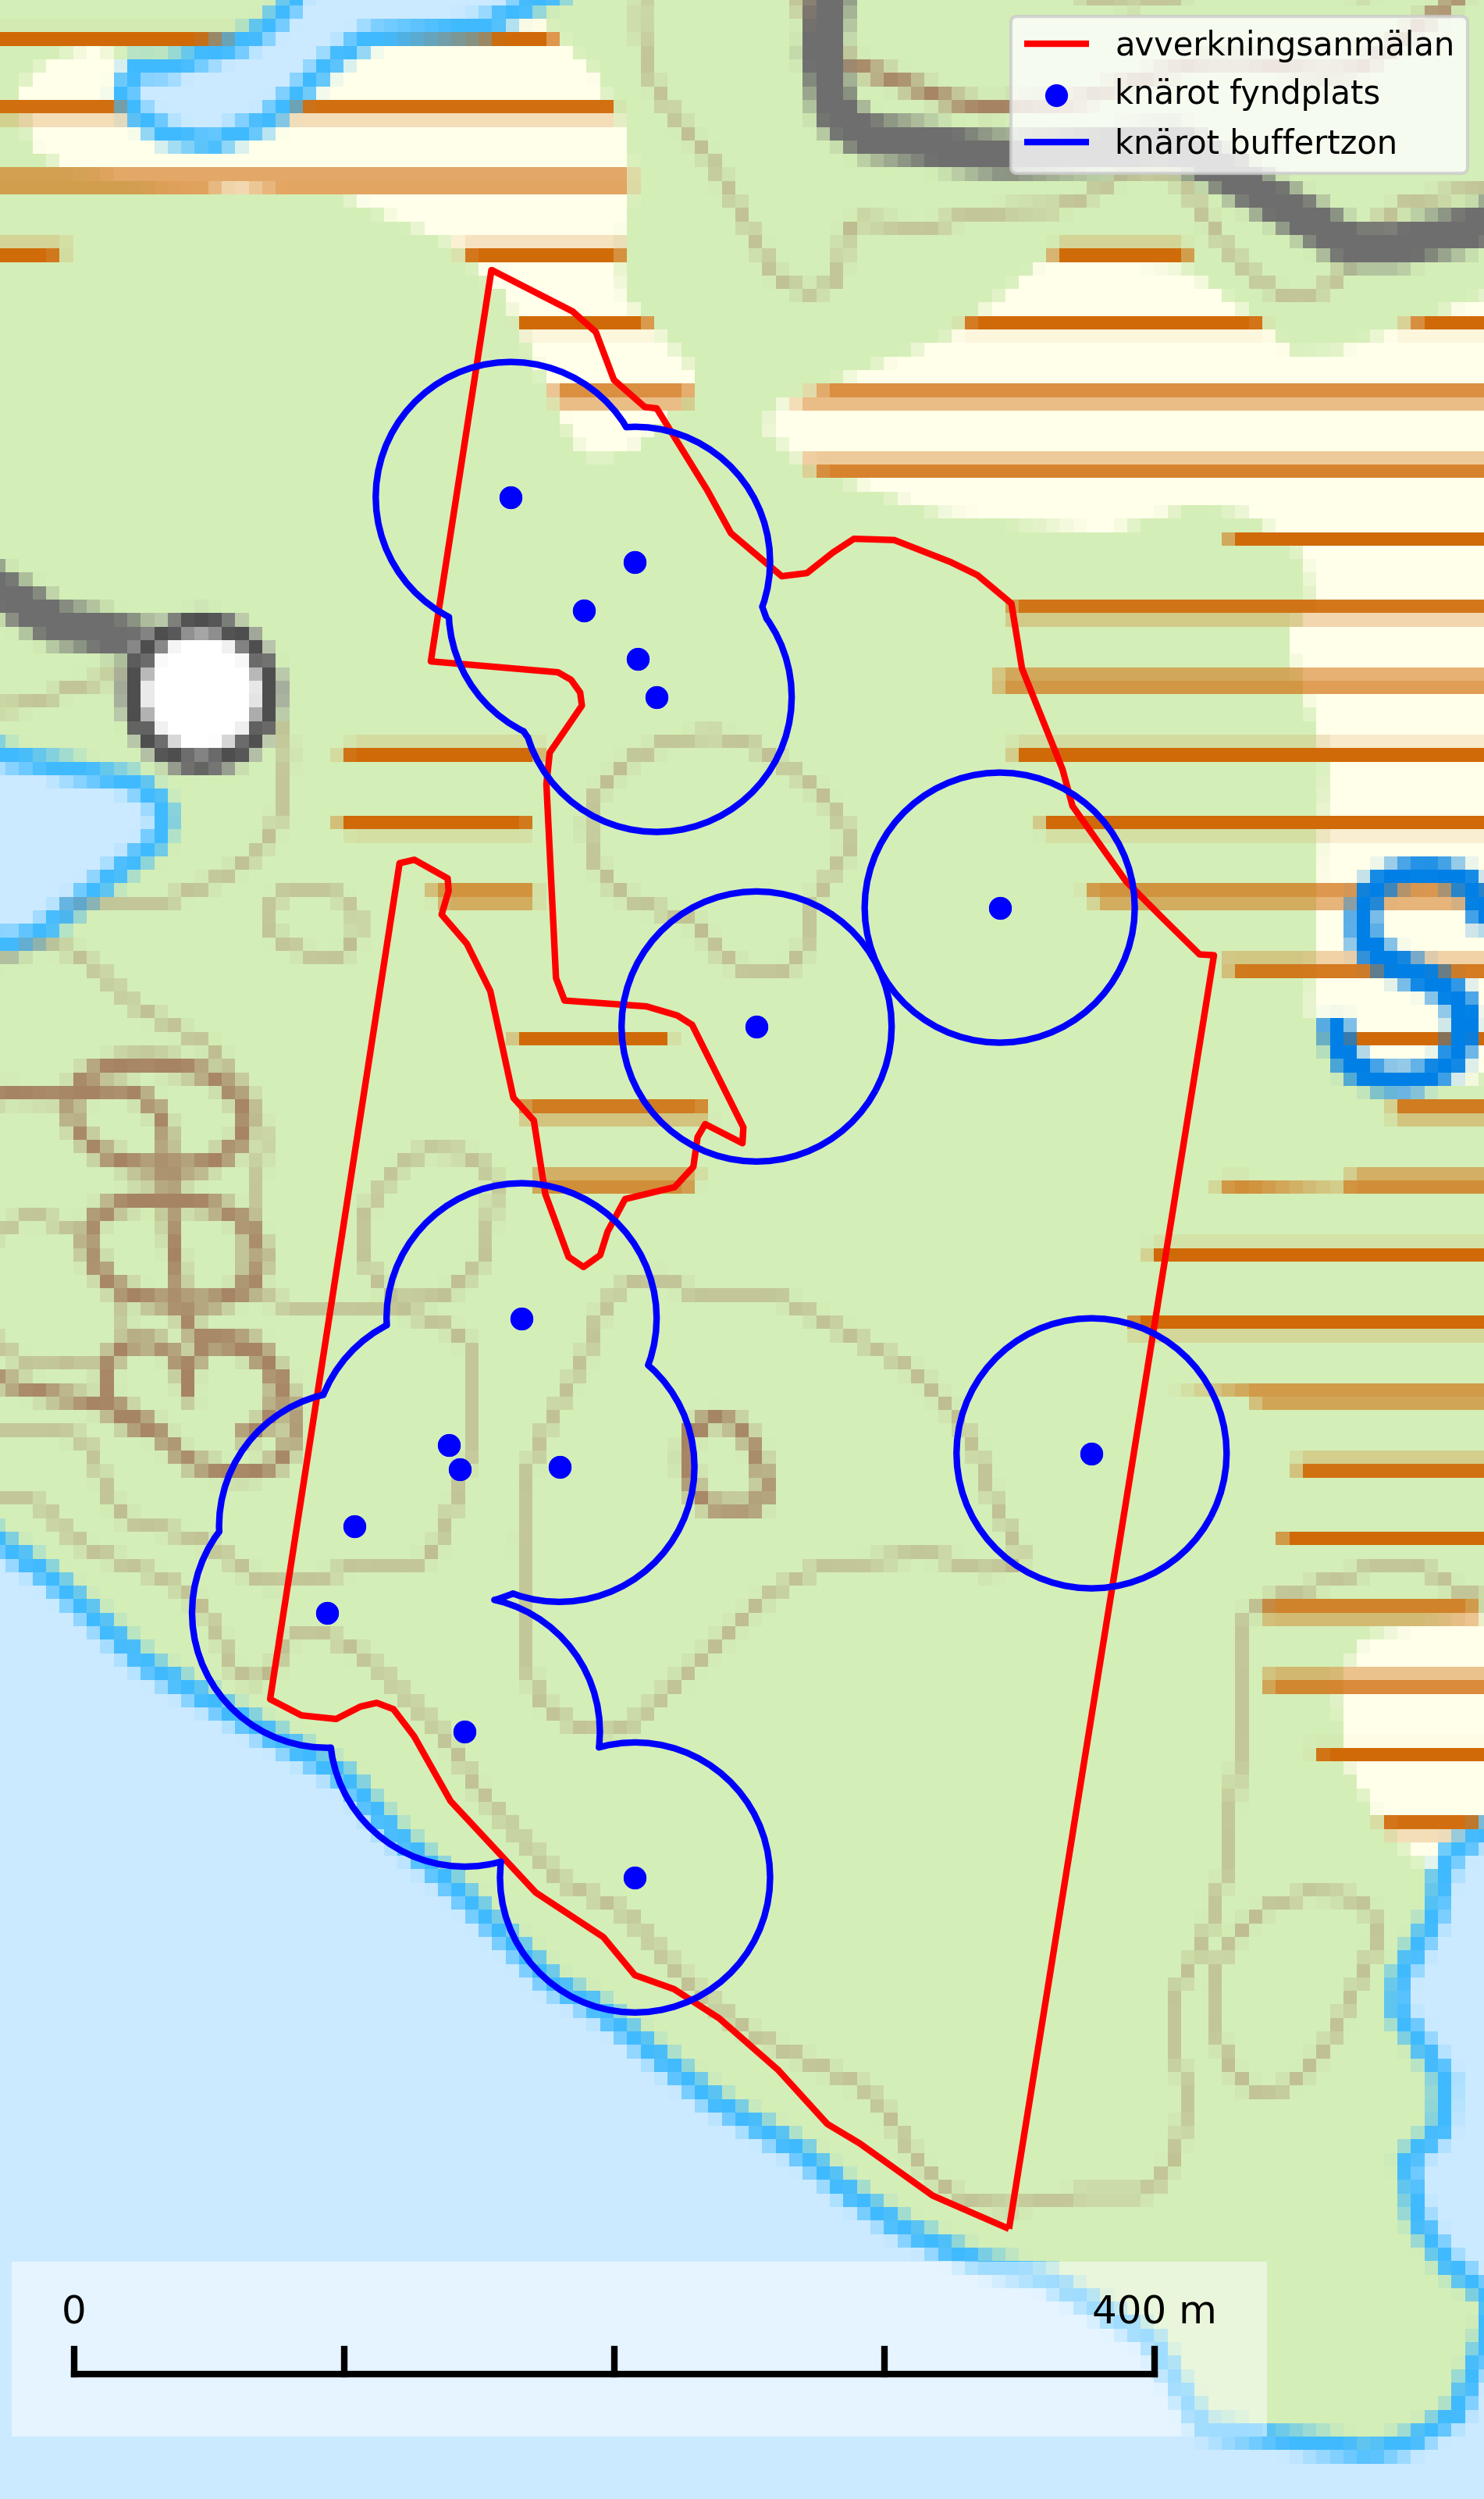 avverkningsanmälan
knärot fyndplats
knärot buffertzon
S
0
400 m